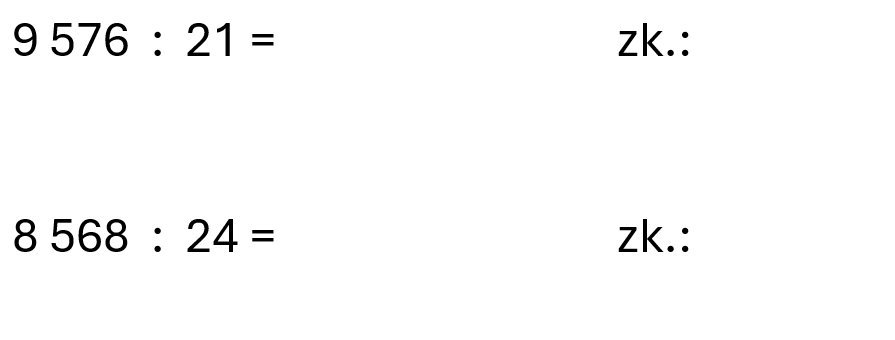 9 576 : 21 = zk.:
8 568 : 24 = zk.: